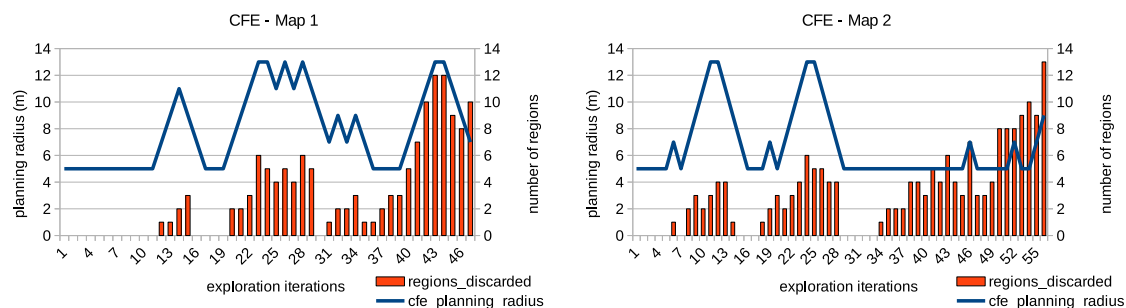 CFE - Map 1
planning radius (m)
14
12
10
8
6
4
2
0
14
12
10
8
6
4
2
0
number of regions
1 4 7 10 13 16 19 22 25 28 31 34 37 40 43 46
exploration iterations
regions_discarded
cfe_planning_radius
CFE - Map 2
planning radius (m)
14
12
10
8
6
4
2
0
14
12
10
8
6
4
2
0
number of regions
1 4 7 10 13 16 19 22 25 28 31 34 37 40 43 46 49 52 55
exploration iterations
regions_discarded
cfe_planning_radius